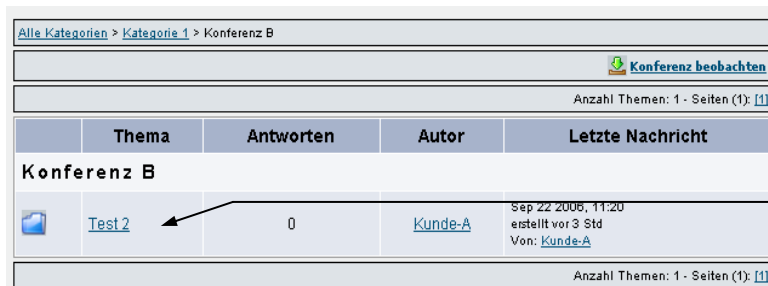 Alle Kategorien > Kategorie 1 > Konferenz B
Konferenz beobachten
Anzahl Themen: 1 - Seiten (1): [1]
Thema Antworten Autor Letzte Nachricht
Konferenz B
Test 2 0 Kunde-A Sep 22 2006, 11:20
erstellt vor 3 Std
Von: Kunde-A
Anzahl Themen: 1 - Seiten (1): [1]